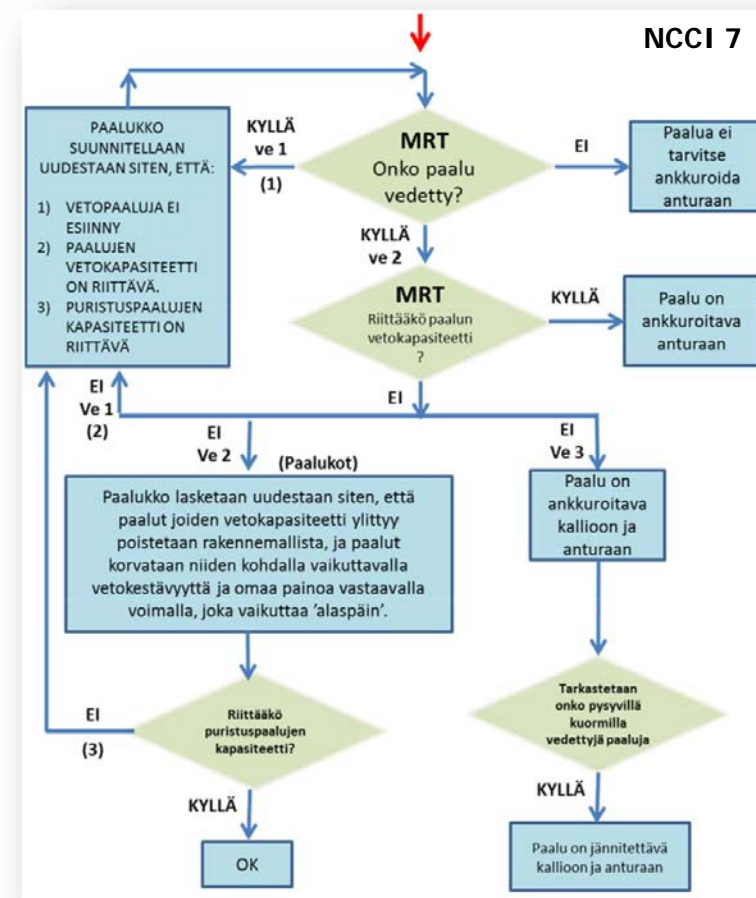 NCCI 7
PAALUKKO
SUUNNITELLAAN
UUDESTAAN SITEN, ETTÄ:
1) VETOPAALUJA EI
ESIINNY
2) PAALUJEN
VETOKAPASITEETTI
ON RIITTÄVÄ.
3) PURISTUSPAALUJEN
KAPASITEETTI ON
RIITTÄVÄ
KYLLÄ
ve 1
(1)
MRT
Onko paalu
vedetty?
EI
Paalua ei
tarvitse
ankkuroida
anturaan
KYLLÄ
ve 2
MRT
Riittääkö paalun
vetokapasiteetti
?
KYLLÄ
Paalu on
ankkuroitava
anturaan
EI
EI
Ve 1
(2)
EI
Ve 2
(Paalukot)
EI
Ve 3
Paalukko lasketaan uudestaan siten, että
paalut joiden vetokapasiteetti ylittyy
poistetaan rakennemallista, ja paalut
korvataan niiden kohdalla vaikuttavalla
vetokestävyyttä ja omaa painoa vastaavalla
voimalla, joka vaikuttaa 'alaspäin'.
Paalu on
ankkuroitava
kallioon ja
anturaan
EI
(3)
Riittääkö
puristuspaalujen
kapasiteetti?
Tarkastetaan
onko pysyvillä
kuormilla
vedettyjä paaluja
KYLLÄ
OK
KYLLÄ
Paalu on jännitettävä
kallioon ja anturaan